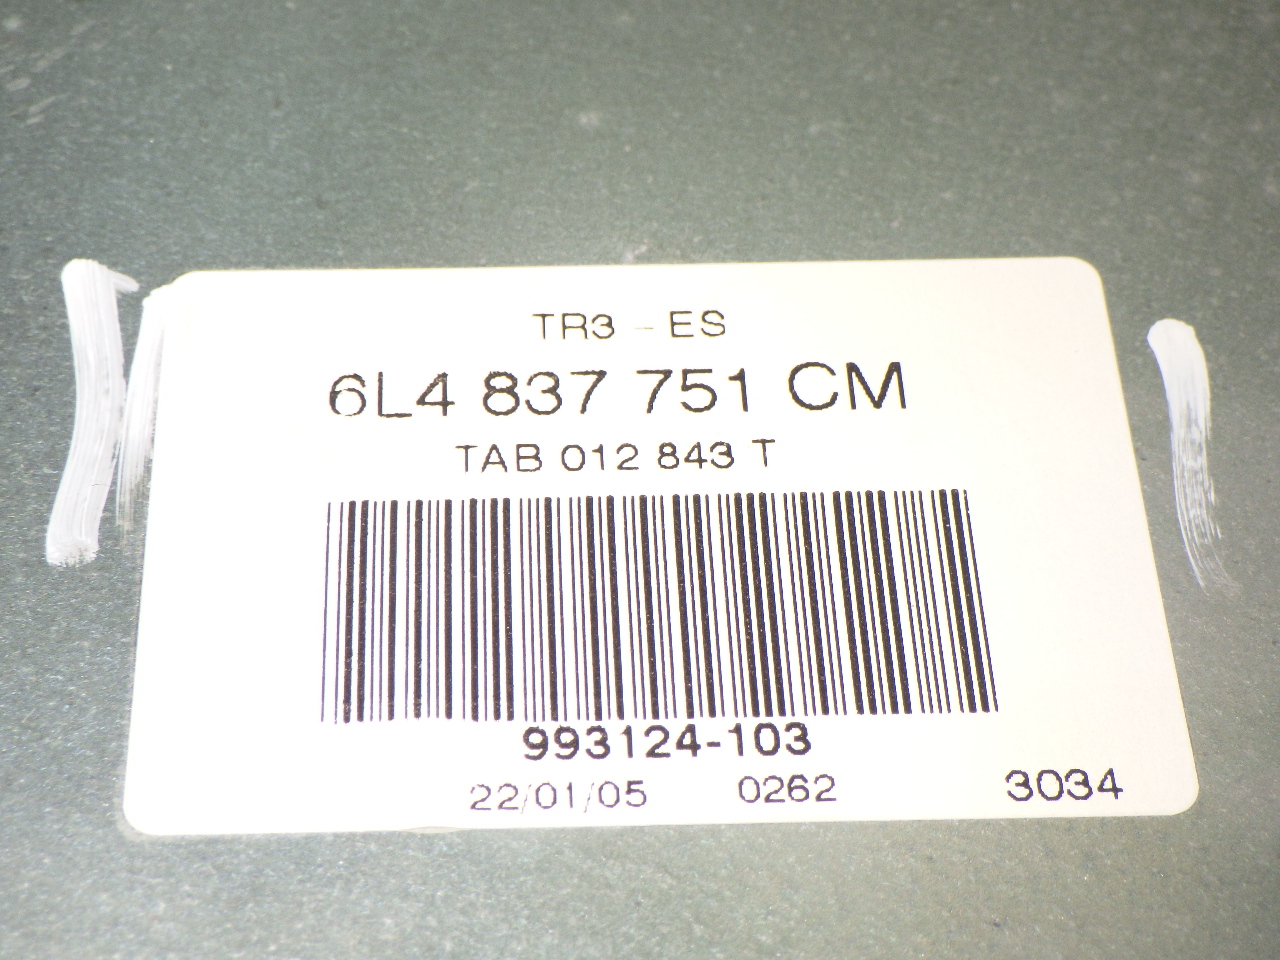 TR3 - ES
6L4 837 751 CM
TAB 012 843 T
993124-103
22/01/05 0262 3034